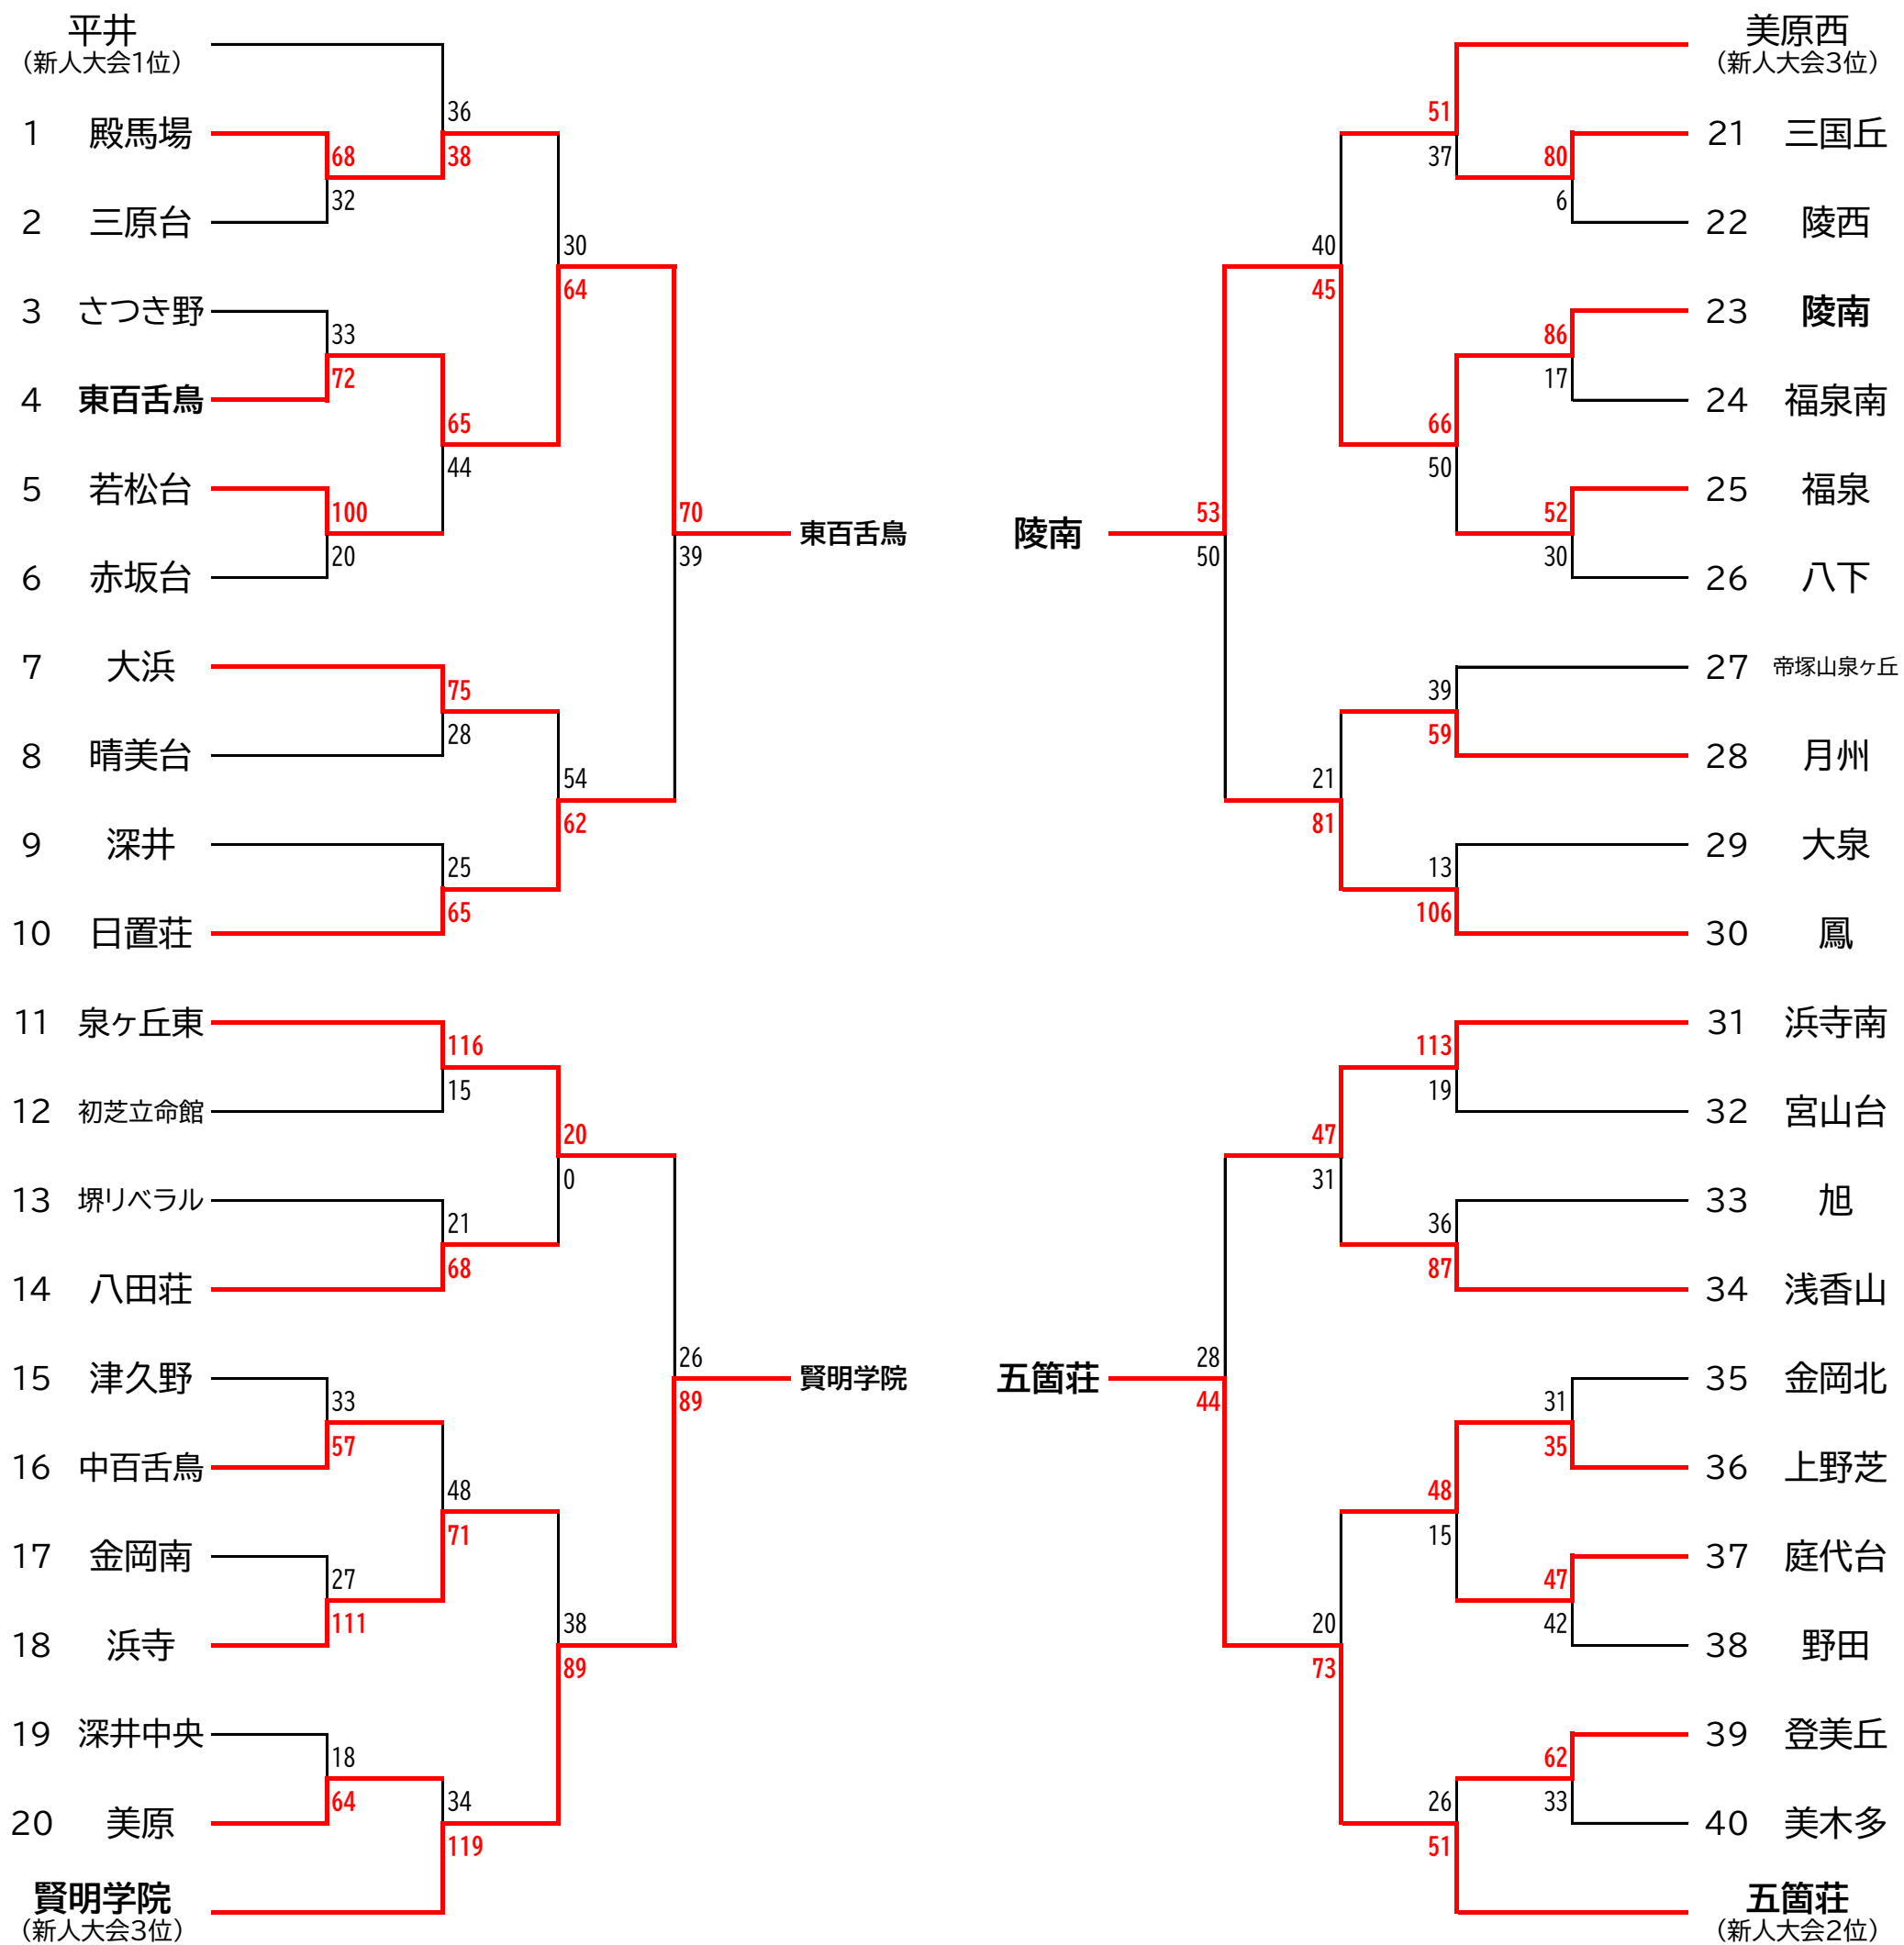 平井
（新人大会1位）
36
1 殿馬場
68
38
32
2 三原台
30
64
3 さつき野
33
72
4 東百舌鳥
65
44
5 若松台
100
20
6 赤坂台
70
東百舌鳥
39
7 大浜
75
28
8 晴美台
54
62
9 深井
25
65
10 日置荘
11 泉ヶ丘東
116
15
12 初芝立命館
20
0
13 堺リベラル
21
68
14 八田荘
26
賢明学院
89
15 津久野
33
57
16 中百舌鳥
48
71
17 金岡南
27
111
18 浜寺
38
89
19 深井中央
18
64
20 美原
34
119
賢明学院
（新人大会3位）
美原西
（新人大会3位）
51
37
21 三国丘
80
6
22 陵西
40
45
23 陵南
86
17
24 福泉南
66
50
25 福泉
52
30
26 八下
53
陵南
50
27 帝塚山泉ヶ丘
39
59
28 月州
21
81
29 大泉
13
106
30 鳳
31 浜寺南
113
19
32 宮山台
47
31
33 旭
36
87
34 浅香山
28
五箇荘
44
35 金岡北
31
35
36 上野芝
48
15
37 庭代台
47
42
38 野田
20
73
39 登美丘
62
33
40 美木多
26
51
五箇荘
（新人大会2位）